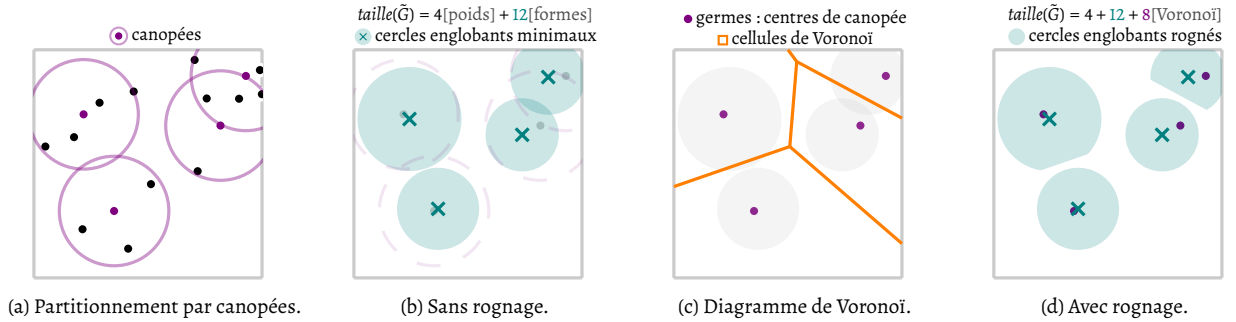 canopées
(a) Partitionnement par canopées.
taille(G̃) = 4[poids] + 12[formes]
cercles englobants minimaux
(b) Sans rognage.
germes : centres de canopée
cellules de Voronoï
(c) Diagramme de Voronoï.
taille(G̃) = 4 + 12 + 8[Voronoï]
cercles englobants rognés
(d) Avec rognage.